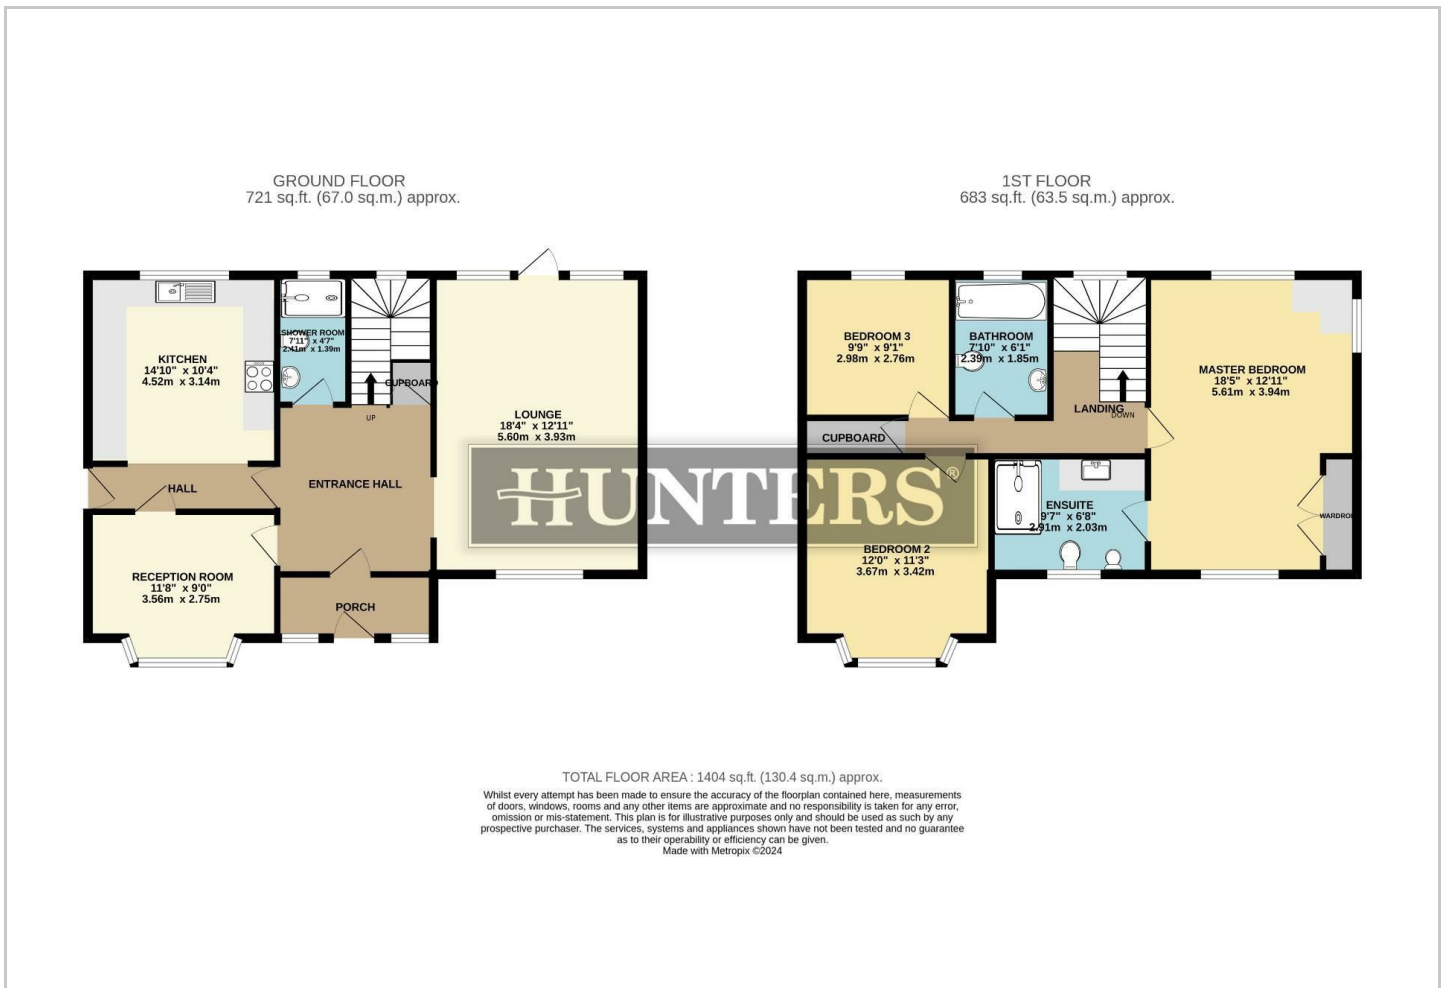 GROUND FLOOR
721 sq.ft. (67.0 sq.m.) approx.
KITCHEN
14'10" x 10'4"
4.52m x 3.14m
SHOWER ROOM
7'11" x 4'7"
2.41m x 1.39m
CUPBOARD
UP
LOUNGE
18'4" x 12'11"
5.60m x 3.93m
HALL
ENTRANCE HALL
RECEPTION ROOM
11'8" x 9'0"
3.56m x 2.75m
PORCH
1ST FLOOR
683 sq.ft. (63.5 sq.m.) approx.
BEDROOM 3
9'9" x 9'1"
2.98m x 2.76m
BATHROOM
7'10" x 6'1"
2.39m x 1.85m
MASTER BEDROOM
18'5" x 12'11"
5.61m x 3.94m
LANDING
DOWN
CUPBOARD
ENSUITE
9'7" x 6'8"
2.91m x 2.03m
WARDROB
BEDROOM 2
12'0" x 11'3"
3.67m x 3.42m
HUNTERS®
TOTAL FLOOR AREA : 1404 sq.ft. (130.4 sq.m.) approx.
Whilst every attempt has been made to ensure the accuracy of the floorplan contained here, measurements
of doors, windows, rooms and any other items are approximate and no responsibility is taken for any error,
omission or mis-statement. This plan is for illustrative purposes only and should be used as such by any
prospective purchaser. The services, systems and appliances shown have not been tested and no guarantee
as to their operability or efficiency can be given.
Made with Metropix ©2024